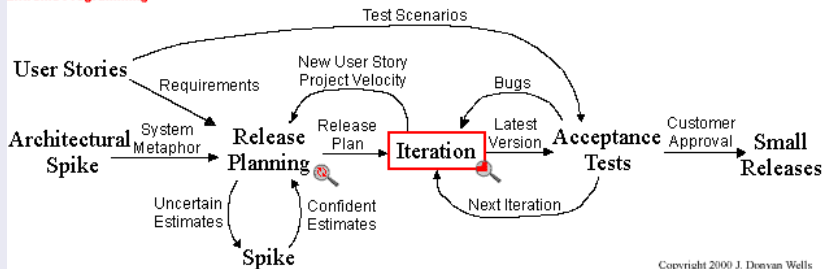 Test Scenarios
User Stories
Requirements
New User Story
Project Velocity
Bugs
Architectural
Spike
System
Metaphor
Release
Planning
Release
Plan
Iteration
Latest
Version
Acceptance
Tests
Customer
Approval
Small
Releases
Uncertain
Estimates
Confident
Estimates
Next Iteration
Spike
Copyright 2000 J. Donvan Wells